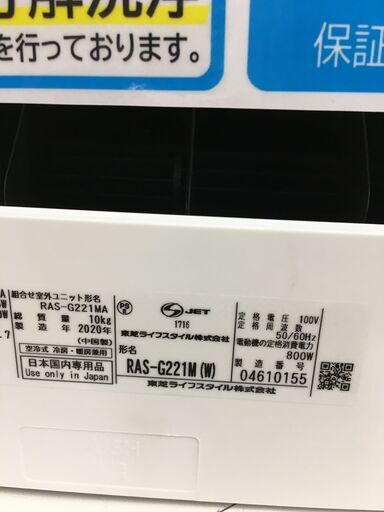 分解洗浄
を行っております。
保証
組合せ室外ユニット形名
RAS-G221MA
総質量 10kg
製造年 2020年
(中国製)
空冷式 冷房・暖房兼用
日本国内専用品
Use only in Japan
PS
E
JET
1716
東芝ライフスタイル株式会社
形名
RAS-G221M(W)
東芝ライフスタイル株式会社
定格電圧 100V
定格周波数
50/60Hz
電動機の定格消費電力
800W
製造番号
04610155